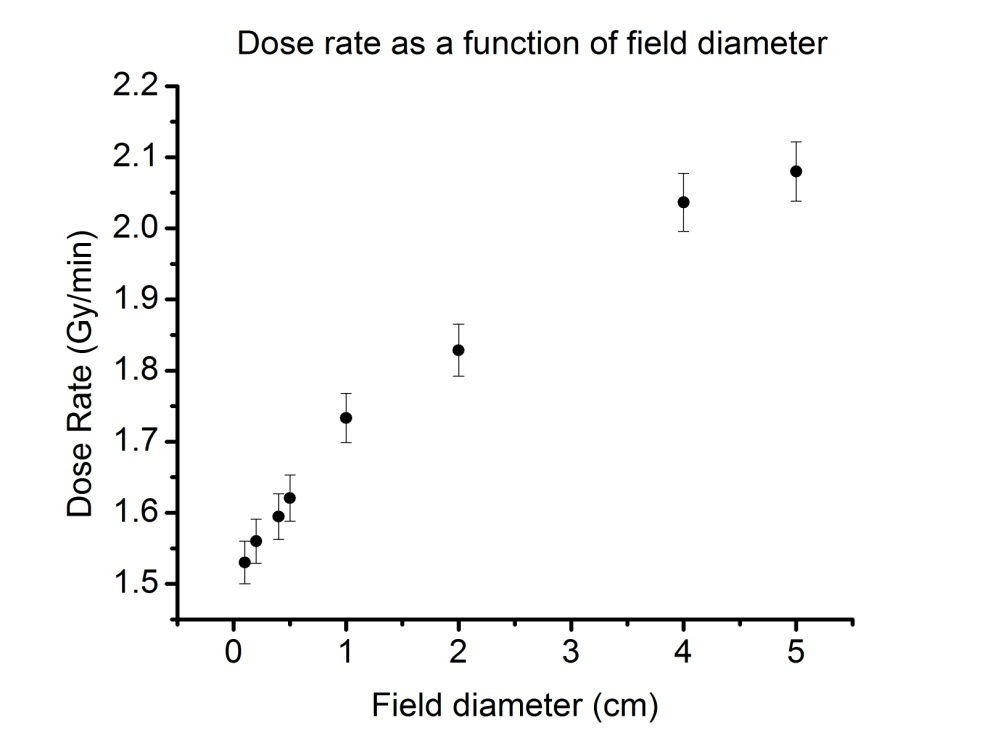 Dose rate as a function of field diameter
2.2
2.1
2.0
1.9
1.8
1.7
1.6
1.5
Dose Rate (Gy/min)
0 1 2 3 4 5
Field diameter (cm)